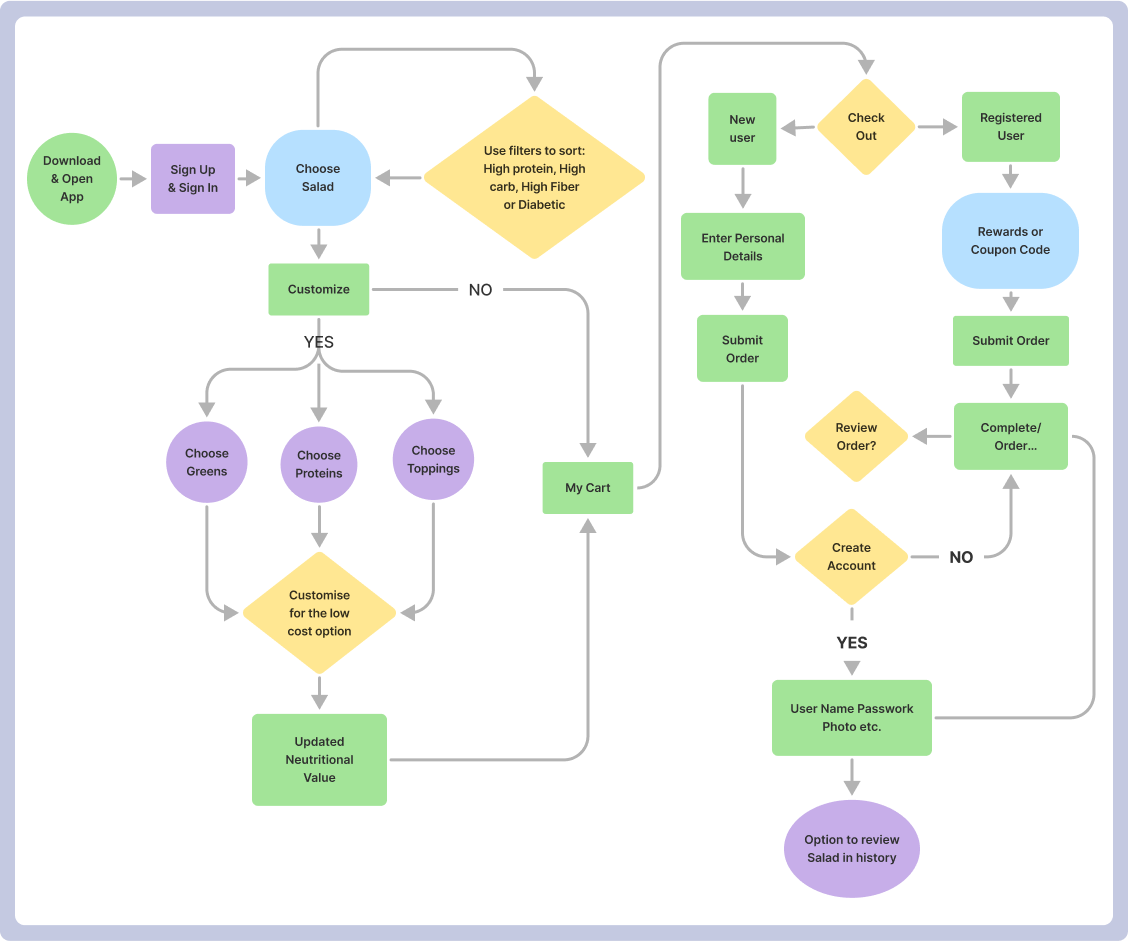 Download
& Open
App
Sign Up
& Sign In
Choose
Salad
Use filters to sort:
High protein, High
carb, High Fiber
or Diabetic
Customize
NO
YES
Choose
Greens
Choose
Proteins
Choose
Toppings
Customise
for the low
cost option
Updated
Neutritional
Value
My Cart
Check
Out
New
user
Registered
User
Enter Personal
Details
Rewards or
Coupon Code
Submit
Order
Submit Order
Review
Order?
Complete/
Order...
Create
Account
NO
YES
User Name Passwork
Photo etc.
Option to review
Salad in history